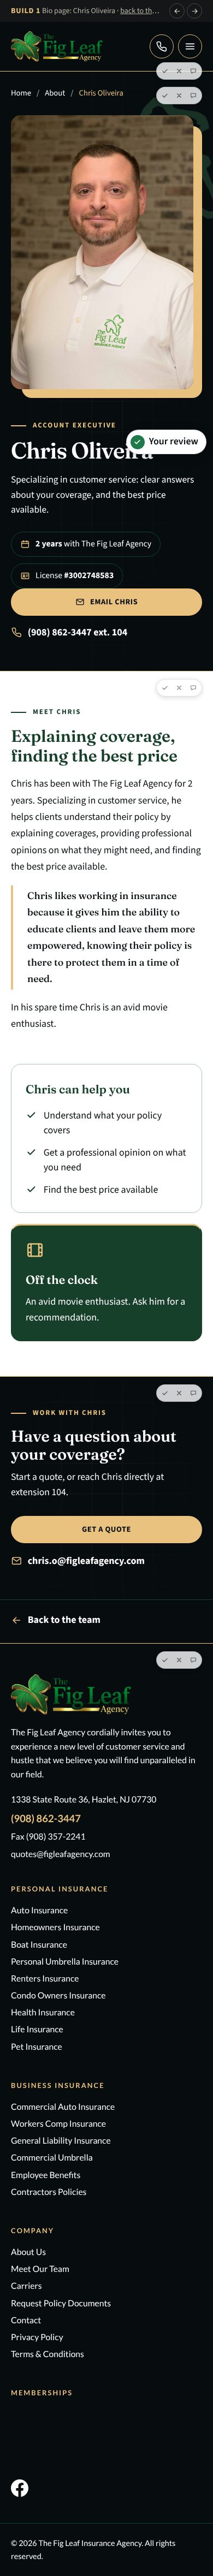 BUILD 1 Bio page: Chris Oliveira · back to th...
The
Fig Leaf
Agency
Home / About / Chris Oliveira
The
Fig Leaf
INSURANCE AGENCY
ACCOUNT EXECUTIVE
Chris Oliveira
Your review
Specializing in customer service: clear answers
about your coverage, and the best price
available.
2 years with The Fig Leaf Agency
License #3002748583
EMAIL CHRIS
(908) 862-3447 ext. 104
MEET CHRIS
Explaining coverage,
finding the best price
Chris has been with The Fig Leaf Agency for 2
years. Specializing in customer service, he
helps clients understand their policy by
explaining coverages, providing professional
opinions on what they might need, and finding
the best price available.
Chris likes working in insurance
because it gives him the ability to
educate clients and leave them more
empowered, knowing their policy is
there to protect them in a time of
need.
In his spare time Chris is an avid movie
enthusiast.
Chris can help you
Understand what your policy
covers
Get a professional opinion on what
you need
Find the best price available
Off the clock
An avid movie enthusiast. Ask him for a
recommendation.
WORK WITH CHRIS
Have a question about
your coverage?
Start a quote, or reach Chris directly at
extension 104.
GET A QUOTE
chris.o@figleafagency.com
Back to the team
The
Fig Leaf
Agency
The Fig Leaf Agency cordially invites you to
experience a new level of customer service and
hustle that we believe you will find unparalleled in
our field.
1338 State Route 36, Hazlet, NJ 07730
(908) 862-3447
Fax (908) 357-2241
quotes@figleafagency.com
PERSONAL INSURANCE
Auto Insurance
Homeowners Insurance
Boat Insurance
Personal Umbrella Insurance
Renters Insurance
Condo Owners Insurance
Health Insurance
Life Insurance
Pet Insurance
BUSINESS INSURANCE
Commercial Auto Insurance
Workers Comp Insurance
General Liability Insurance
Commercial Umbrella
Employee Benefits
Contractors Policies
COMPANY
About Us
Meet Our Team
Carriers
Request Policy Documents
Contact
Privacy Policy
Terms & Conditions
MEMBERSHIPS
© 2026 The Fig Leaf Insurance Agency. All rights
reserved.